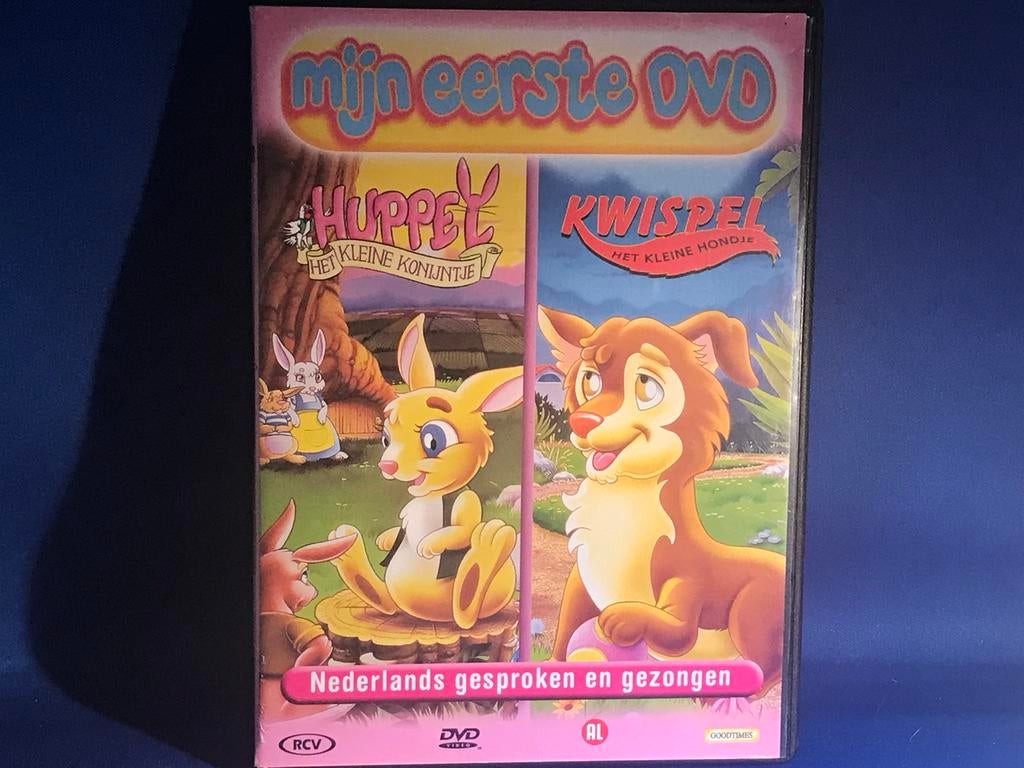 mijn eerste DVD
HUPPEL
HET KLEINE KONIJNTJE
KWISPEL
HET KLEINE HONDJE
Nederlands gesproken en gezongen
RCV
DVD
VIDEO
AL
GOODTIMES